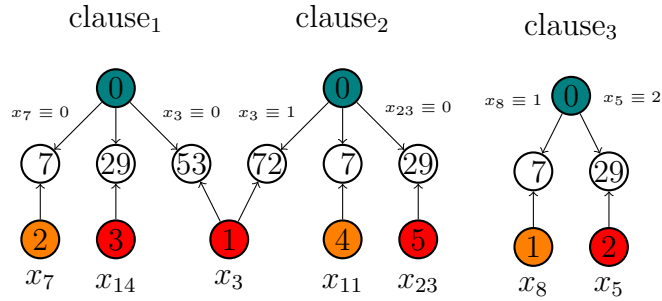 clause₁ clause₂ clause₃
0 0 0
x₇ ≡ 0 x₃ ≡ 0 x₃ ≡ 1 x₂₃ ≡ 0 x₈ ≡ 1 x₅ ≡ 2
7 29 53 72 7 29 7 29
2 3 1 4 5 1 2
x₇ x₁₄ x₃ x₁₁ x₂₃ x₈ x₅